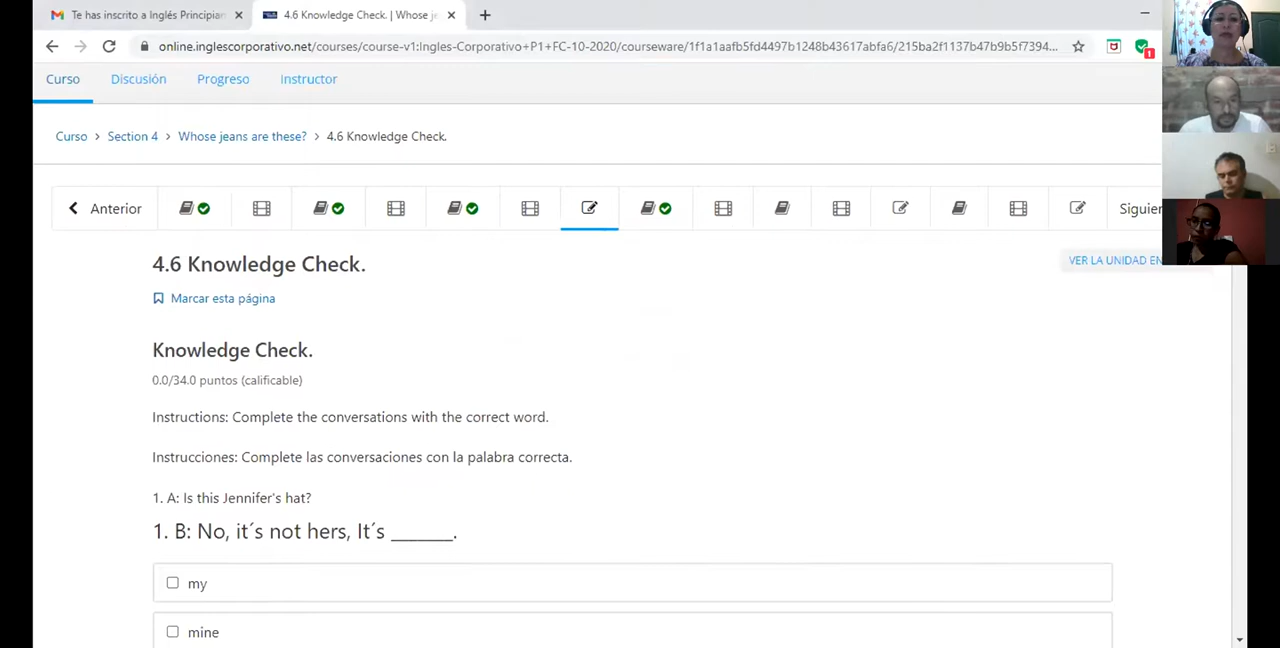 Te has inscrito a Inglés Principian
4.6 Knowledge Check. | Whose je
online.inglescorporativo.net/courses/course-v1:Ingles-Corporativo+P1+FC-10-2020/courseware/1f1a1aafb5fd4497b1248b43617abfa6/215ba2f1137b47b9b5f7394...
1
Curso Discusión Progreso Instructor
Curso > Section 4 > Whose jeans are these? > 4.6 Knowledge Check.
Anterior
Siguien
4.6 Knowledge Check.
VER LA UNIDAD EN
Marcar esta página
Knowledge Check.
0.0/34.0 puntos (calificable)
Instructions: Complete the conversations with the correct word.
Instrucciones: Complete las conversaciones con la palabra correcta.
1. A: Is this Jennifer's hat?
1. B: No, it´s not hers, It´s ______.
my
mine